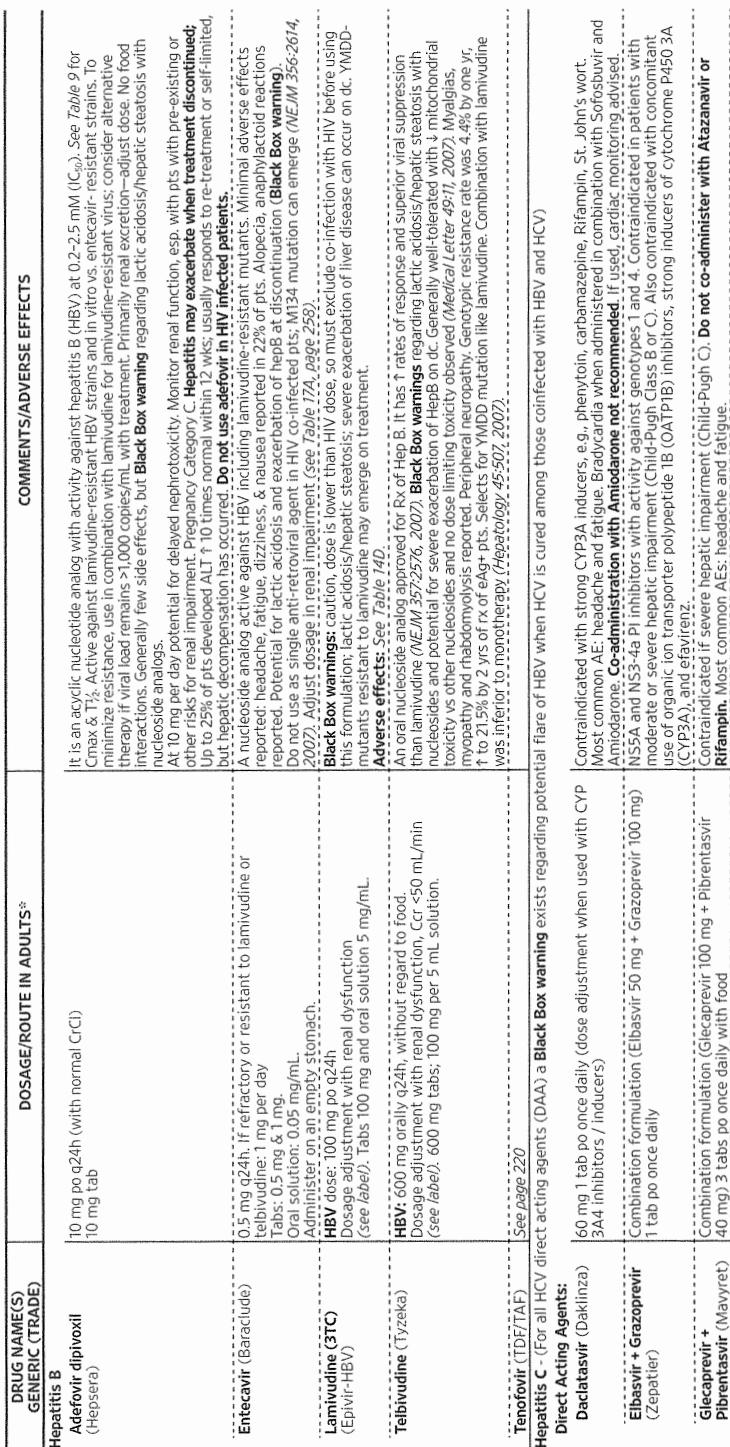 DRUG NAME(S)
GENERIC (TRADE)
DOSAGE/ROUTE IN ADULTS*
COMMENTS/ADVERSE EFFECTS
Hepatitis B
Adefovir dipivoxil
(Hepsera)
10 mg po q24h (with normal CrCl)
10 mg tab
It is an acyclic nucleotide analog with activity against hepatitis B (HBV) at 0.2–2.5 mM (IC50). See Table 9 for
Cmax & T½. Active against lamivudine-resistant HBV strains and in vitro vs. entecavir- resistant strains. To
minimize resistance, use in combination with lamivudine for lamivudine-resistant virus; consider alternative
therapy if viral load remains >1,000 copies/mL with treatment. Primarily renal excretion—adjust dose. No food
interactions. Generally few side effects, but Black Box warning regarding lactic acidosis/hepatic steatosis with
nucleoside analogs.
At 10 mg per day potential for delayed nephrotoxicity. Monitor renal function, esp. with pts with pre-existing or
other risks for renal impairment. Pregnancy Category C. Hepatitis may exacerbate when treatment discontinued;
Up to 25% of pts developed ALT ↑ 10 times normal within 12 wks; usually responds to re-treatment or self-limited,
but hepatic decompensation has occurred. Do not use adefovir in HIV infected patients.
Entecavir (Baraclude)
0.5 mg q24h. If refractory or resistant to lamivudine or
telbivudine: 1 mg per day
Tabs: 0.5 mg & 1 mg.
Oral solution: 0.05 mg/mL.
Administer on an empty stomach.
A nucleoside analog active against HBV including lamivudine-resistant mutants. Minimal adverse effects
reported: headache, fatigue, dizziness, & nausea reported in 22% of pts. Alopecia, anaphylactoid reactions
reported. Potential for lactic acidosis and exacerbation of hepB at discontinuation (Black Box warning).
Do not use as single anti-retroviral agent in HIV co-infected pts; M134 mutation can emerge (NEJM 356:2614,
2007). Adjust dosage in renal impairment (see Table 17A, page 258).
Lamivudine (3TC)
(Epivir-HBV)
HBV dose: 100 mg po q24h
Dosage adjustment with renal dysfunction
(see label). Tabs 100 mg and oral solution 5 mg/mL.
Black Box warnings: caution, dose is lower than HIV dose, so must exclude co-infection with HIV before using
this formulation; lactic acidosis/hepatic steatosis; severe exacerbation of liver disease can occur on dc. YMDD-
mutants resistant to lamivudine may emerge on treatment.
Adverse effects: See Table 14D.
Telbivudine (Tyzeka)
HBV: 600 mg orally q24h, without regard to food.
Dosage adjustment with renal dysfunction, Ccr <50 mL/min
(see label). 600 mg tabs; 100 mg per 5 mL solution.
An oral nucleoside analog approved for Rx of Hep B. It has ↑ rates of response and superior viral suppression
than lamivudine (NEJM 357:2576, 2007). Black Box warnings regarding lactic acidosis/hepatic steatosis with
nucleosides and potential for severe exacerbation of HepB on dc. Generally well-tolerated with ↓ mitochondrial
toxicity vs other nucleosides and no dose limiting toxicity observed (Medical Letter 49:11, 2007). Myalgias,
myopathy and rhabdomyolysis reported. Peripheral neuropathy. Genotypic resistance rate was 4.4% by one yr,
↑ to 21.5% by 2 yrs of rx of eAg+ pts. Selects for YMDD mutation like lamivudine. Combination with lamivudine
was inferior to monotherapy (Hepatology 45:507, 2007).
Tenofovir (TDF/TAF)
See page 220
Hepatitis C - (For all HCV direct acting agents (DAA) a Black Box warning exists regarding potential flare of HBV when HCV is cured among those coinfected with HBV and HCV)
Direct Acting Agents:
Daclatasvir (Daklinza)
60 mg 1 tab po once daily (dose adjustment when used with CYP
3A4 inhibitors / inducers)
Contraindicated with strong CYP3A inducers, e.g., phenytoin, carbamazepine, Rifampin, St. John's wort.
Most common AE: headache and fatigue. Bradycardia when administered in combination with Sofosbuvir and
Amiodarone. Co-administration with Amiodarone not recommended. If used, cardiac monitoring advised.
Elbasvir + Grazoprevir
(Zepatier)
Combination formulation (Elbasvir 50 mg + Grazoprevir 100 mg)
1 tab po once daily
NS5A and NS3-4a PI inhibitors with activity against genotypes 1 and 4. Contraindicated in patients with
moderate or severe hepatic impairment (Child-Pugh Class B or C). Also contraindicated with concomitant
use of organic ion transporter polypeptide 1B (OATP1B) inhibitors, strong inducers of cytochrome P450 3A
(CYP3A), and efavirenz.
Glecaprevir +
Pibrentasvir (Mavyret)
Combination formulation (Glecaprevir 100 mg + Pibrentasvir
40 mg) 3 tabs po once daily with food
Contraindicated if severe hepatic impairment (Child-Pugh C). Do not co-administer with Atazanavir or
Rifampin. Most common AEs: headache and fatigue.